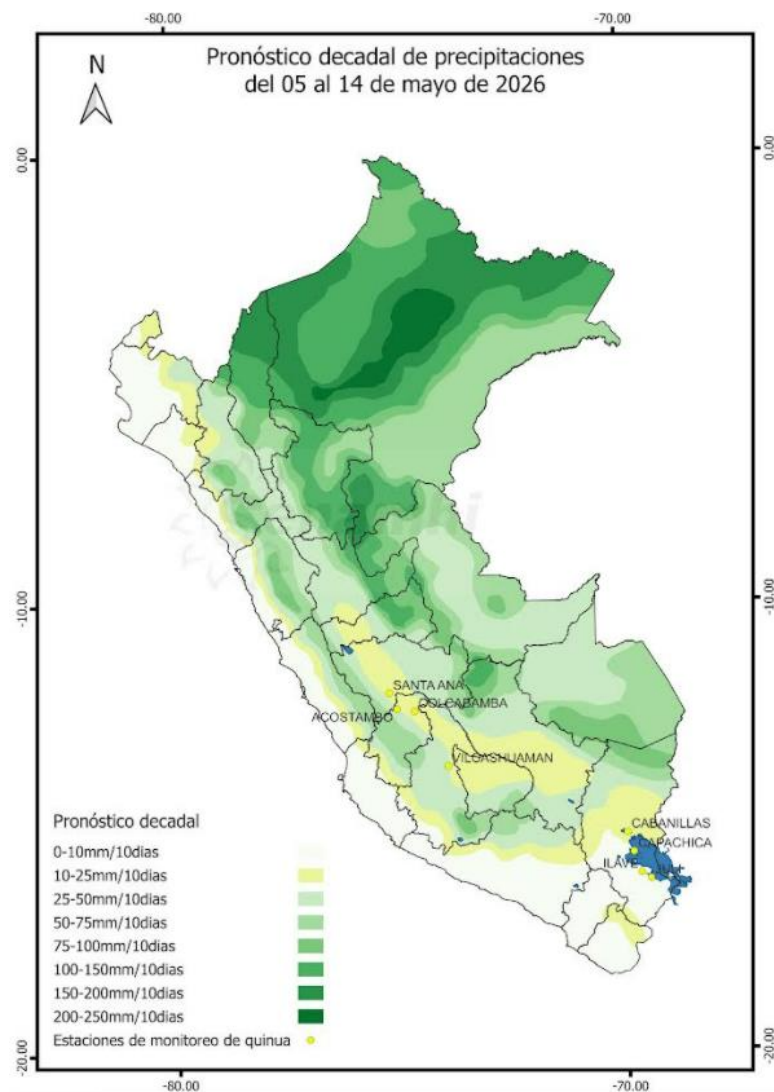 -80.00
-70.00
Pronóstico decadal de precipitaciones
del 05 al 14 de mayo de 2026
N
0.00
0.00
-10.00
-10.00
SANTA ANA
COLCABAMBA
ACOSTAMBO
VILCASHUAMAN
CABANILLAS
CAPACHICA
ILAVE
Pronóstico decadal
0-10mm/10dias
10-25mm/10dias
25-50mm/10dias
50-75mm/10dias
75-100mm/10dias
100-150mm/10dias
150-200mm/10dias
200-250mm/10dias
Estaciones de monitoreo de quinua
-20.00
-20.00
-80.00
-70.00